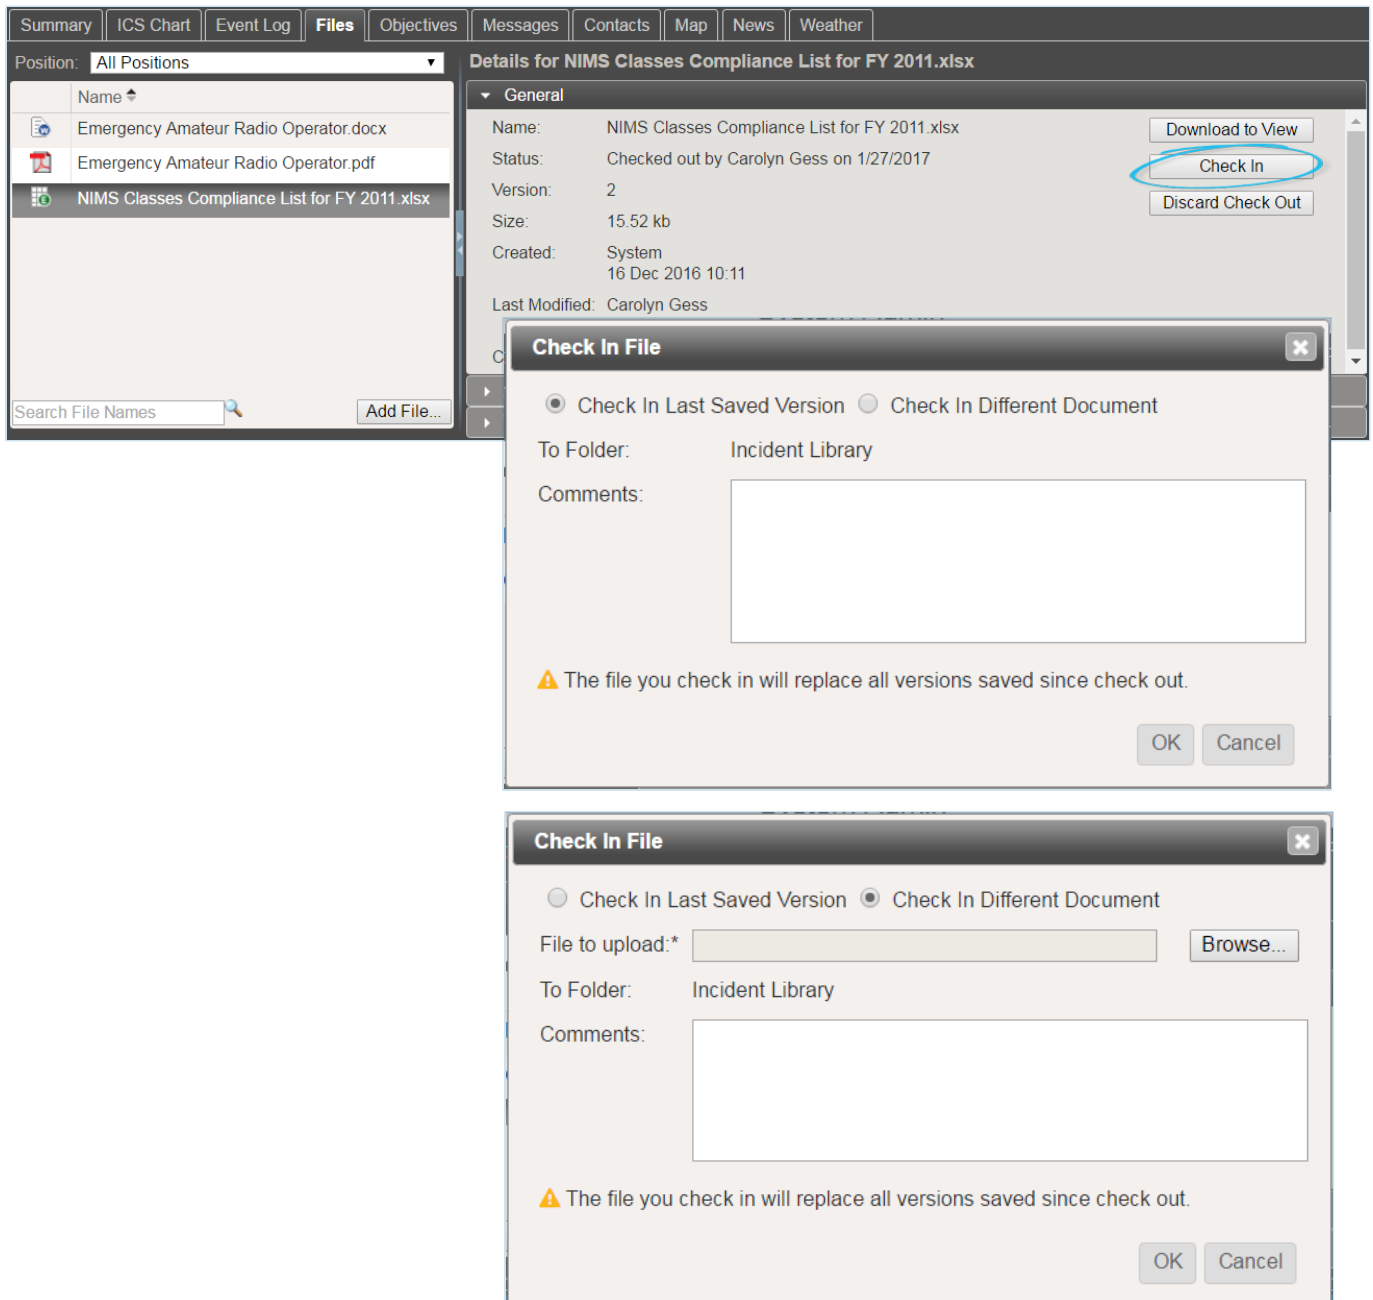 Summary ICS Chart Event Log Files Objectives Messages Contacts Map News Weather
Position: All Positions
Name
Emergency Amateur Radio Operator.docx
Emergency Amateur Radio Operator.pdf
NIMS Classes Compliance List for FY 2011.xlsx
Search File Names Add File...
Details for NIMS Classes Compliance List for FY 2011.xlsx
General
Name: NIMS Classes Compliance List for FY 2011.xlsx
Status: Checked out by Carolyn Gess on 1/27/2017
Version: 2
Size: 15.52 kb
Created: System
16 Dec 2016 10:11
Last Modified: Carolyn Gess
Download to View
Check In
Discard Check Out
Check In File
Check In Last Saved Version Check In Different Document
To Folder: Incident Library
Comments:
The file you check in will replace all versions saved since check out.
OK Cancel
Check In File
Check In Last Saved Version Check In Different Document
File to upload:* Browse...
To Folder: Incident Library
Comments:
The file you check in will replace all versions saved since check out.
OK Cancel